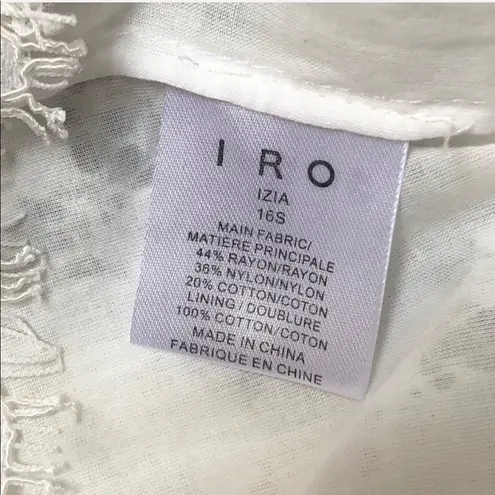 I R O
IZIA
16S
MAIN FABRIC/
MATIERE PRINCIPALE
44% RAYON/RAYON
36% NYLON/NYLON
20% COTTON/COTON
LINING / DOUBLURE
100% COTTON/COTON
MADE IN CHINA
FABRIQUE EN CHINE